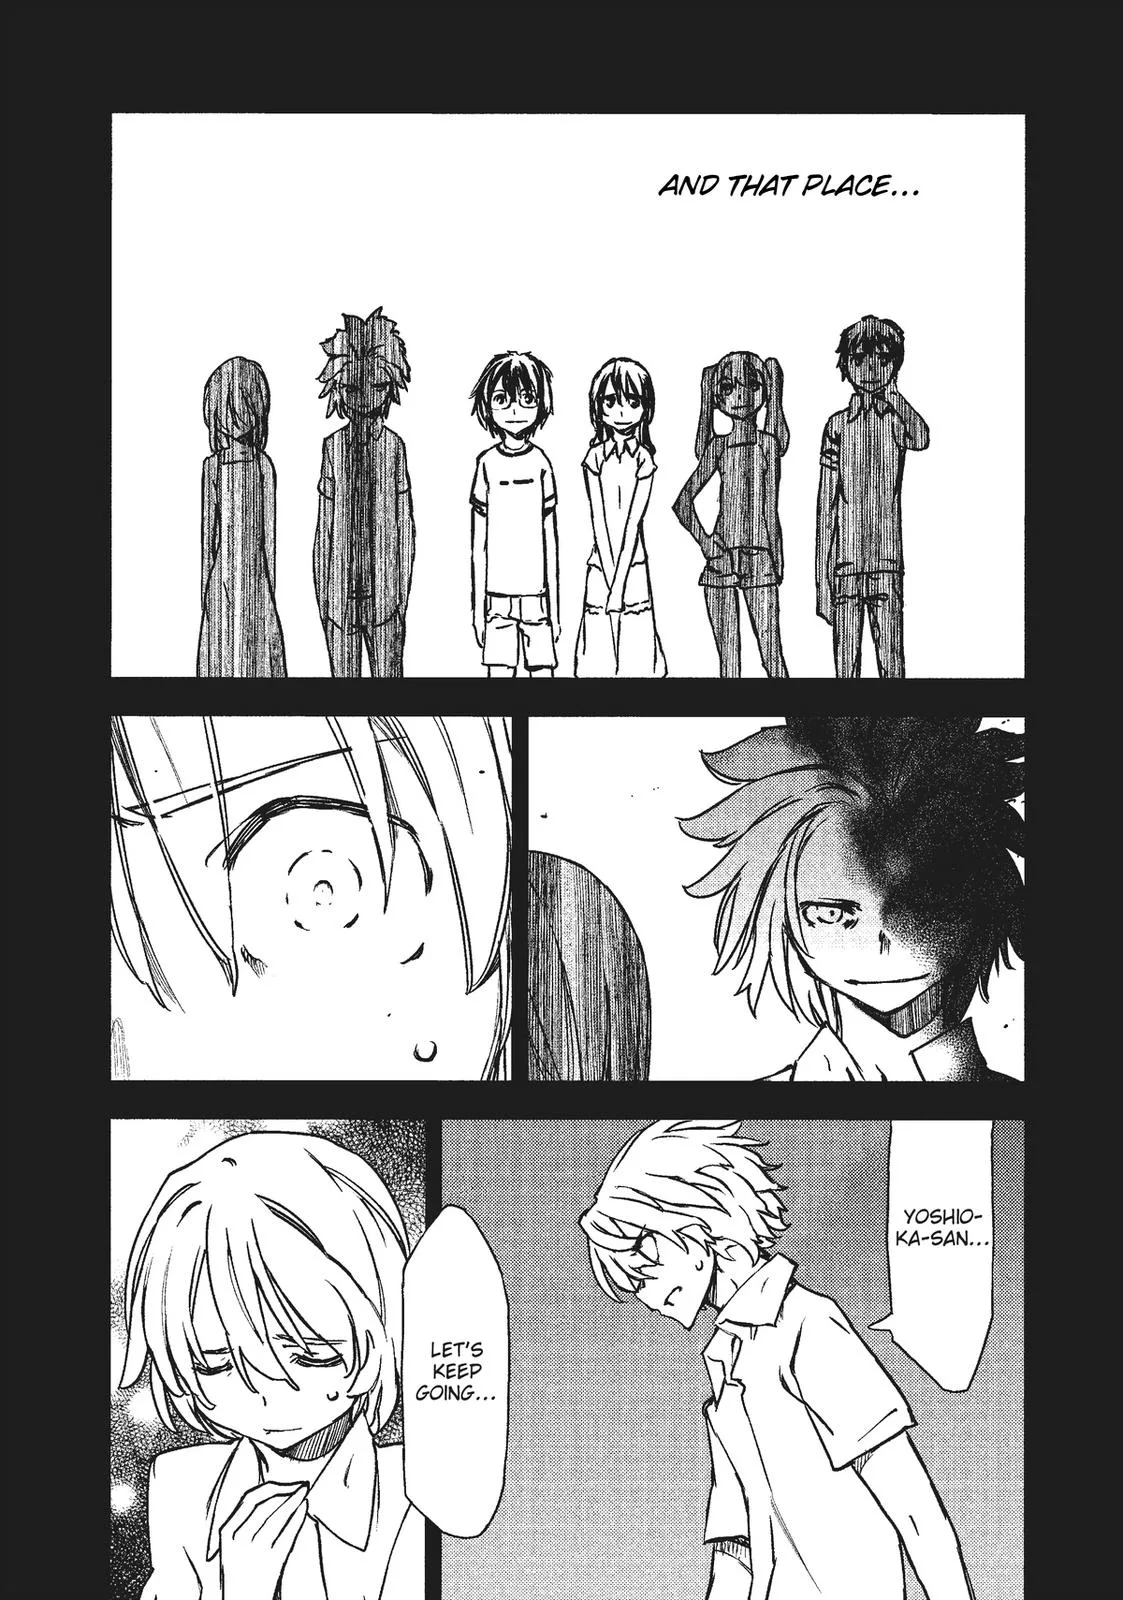 AND THAT PLACE...
YOSHIO-
KA-SAN...
LET'S
KEEP
GOING...